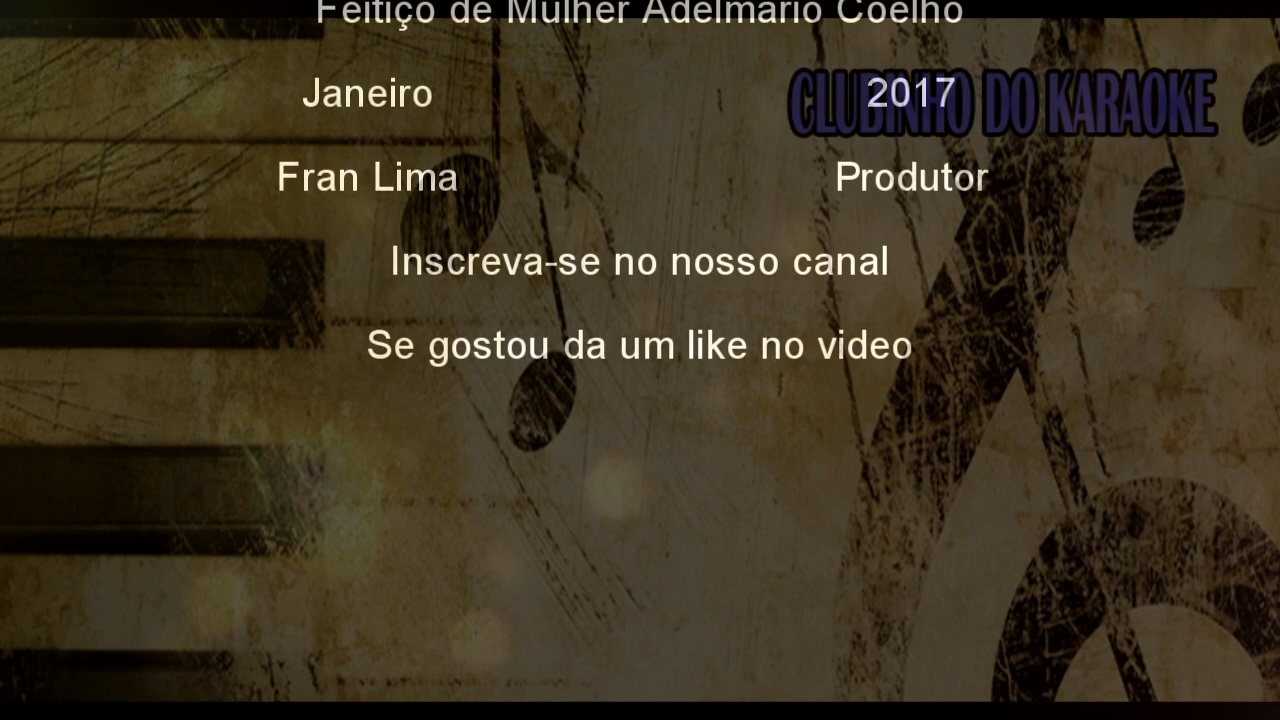 Feitiço de Mulher Adelmario Coelho
Janeiro 2017
CLUBINHO DO KARAOKE
Fran Lima Produtor
Inscreva-se no nosso canal
Se gostou da um like no video